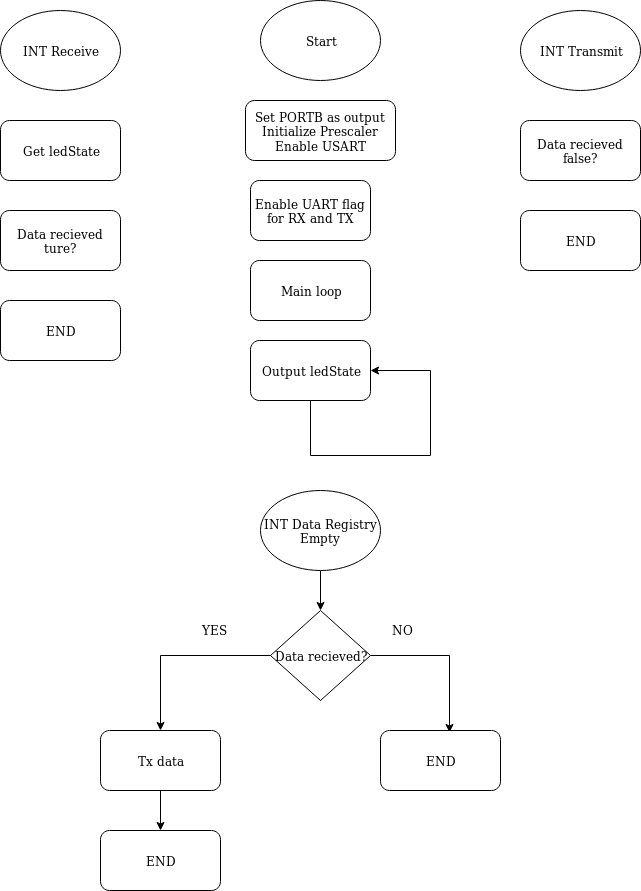 INT Receive
Start
INT Transmit
Set PORTB as output
Initialize Prescaler
Enable USART
Get ledState
Data recieved
false?
Enable UART flag
for RX and TX
Data recieved
ture?
END
Main loop
END
Output ledState
INT Data Registry
Empty
YES
NO
Data recieved?
Tx data
END
END